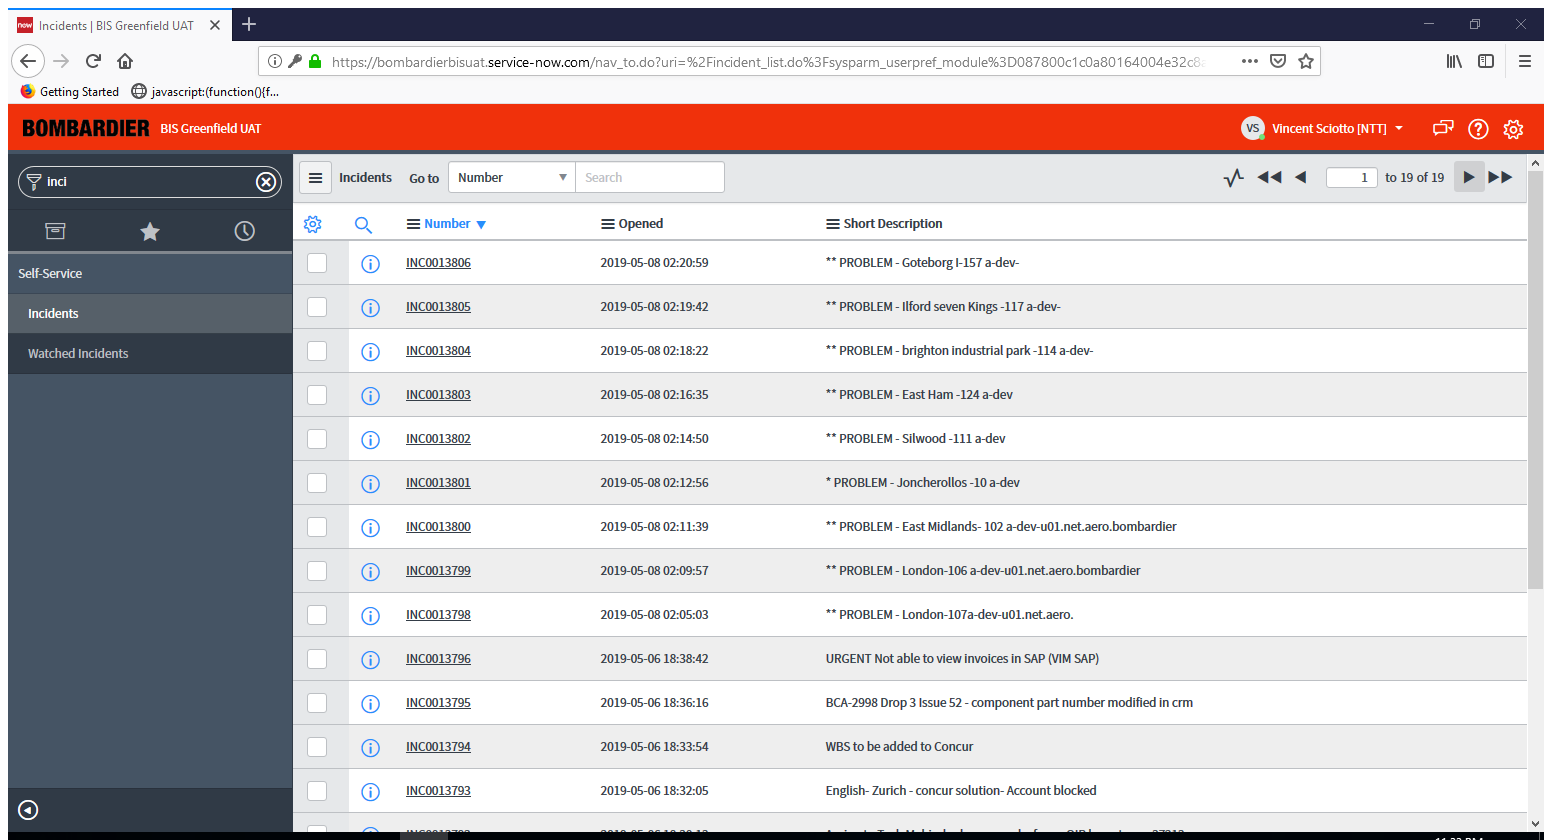 Incidents | BIS Greenfield UAT
https://bombardierbisuat.service-now.com/nav_to.do?uri=%2Fincident_list.do%3Fsysparm_userpref_module%3D087800c1c0a80164004e32c8
Getting Started javascript:(function(){f...
BOMBARDIER BIS Greenfield UAT VS Vincent Sciotto [NTT]
inci
Incidents Go to Number Search 1 to 19 of 19
Number Opened Short Description
Self-Service
Incidents
Watched Incidents
INC0013806 2019-05-08 02:20:59 ** PROBLEM - Goteborg I-157 a-dev-
INC0013805 2019-05-08 02:19:42 ** PROBLEM - Ilford seven Kings -117 a-dev-
INC0013804 2019-05-08 02:18:22 ** PROBLEM - brighton industrial park -114 a-dev-
INC0013803 2019-05-08 02:16:35 ** PROBLEM - East Ham -124 a-dev
INC0013802 2019-05-08 02:14:50 ** PROBLEM - Silwood -111 a-dev
INC0013801 2019-05-08 02:12:56 * PROBLEM - Joncherollos -10 a-dev
INC0013800 2019-05-08 02:11:39 ** PROBLEM - East Midlands- 102 a-dev-u01.net.aero.bombardier
INC0013799 2019-05-08 02:09:57 ** PROBLEM - London-106 a-dev-u01.net.aero.bombardier
INC0013798 2019-05-08 02:05:03 ** PROBLEM - London-107a-dev-u01.net.aero.
INC0013796 2019-05-06 18:38:42 URGENT Not able to view invoices in SAP (VIM SAP)
INC0013795 2019-05-06 18:36:16 BCA-2998 Drop 3 Issue 52 - component part number modified in crm
INC0013794 2019-05-06 18:33:54 WBS to be added to Concur
INC0013793 2019-05-06 18:32:05 English- Zurich - concur solution- Account blocked